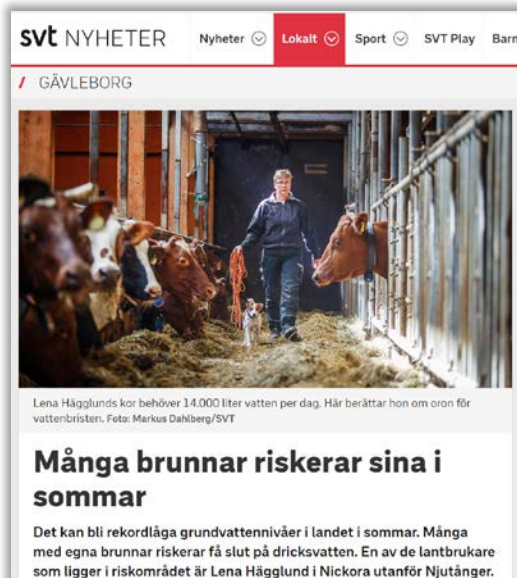 svt NYHETER Nyheter Lokalt Sport SVT Play Barn
/ GÄVLEBORG
Lena Hägglunds kor behöver 14.000 liter vatten per dag. Här berättar hon om oron för
vattenbristen. Foto: Markus Dahlberg/SVT
Många brunnar riskerar sina i
sommar
Det kan bli rekordlåga grundvattennivåer i landet i sommar. Många
med egna brunnar riskerar få slut på dricksvatten. En av de lantbrukare
som ligger i riskområdet är Lena Hägglund i Nickora utanför Njutånger.